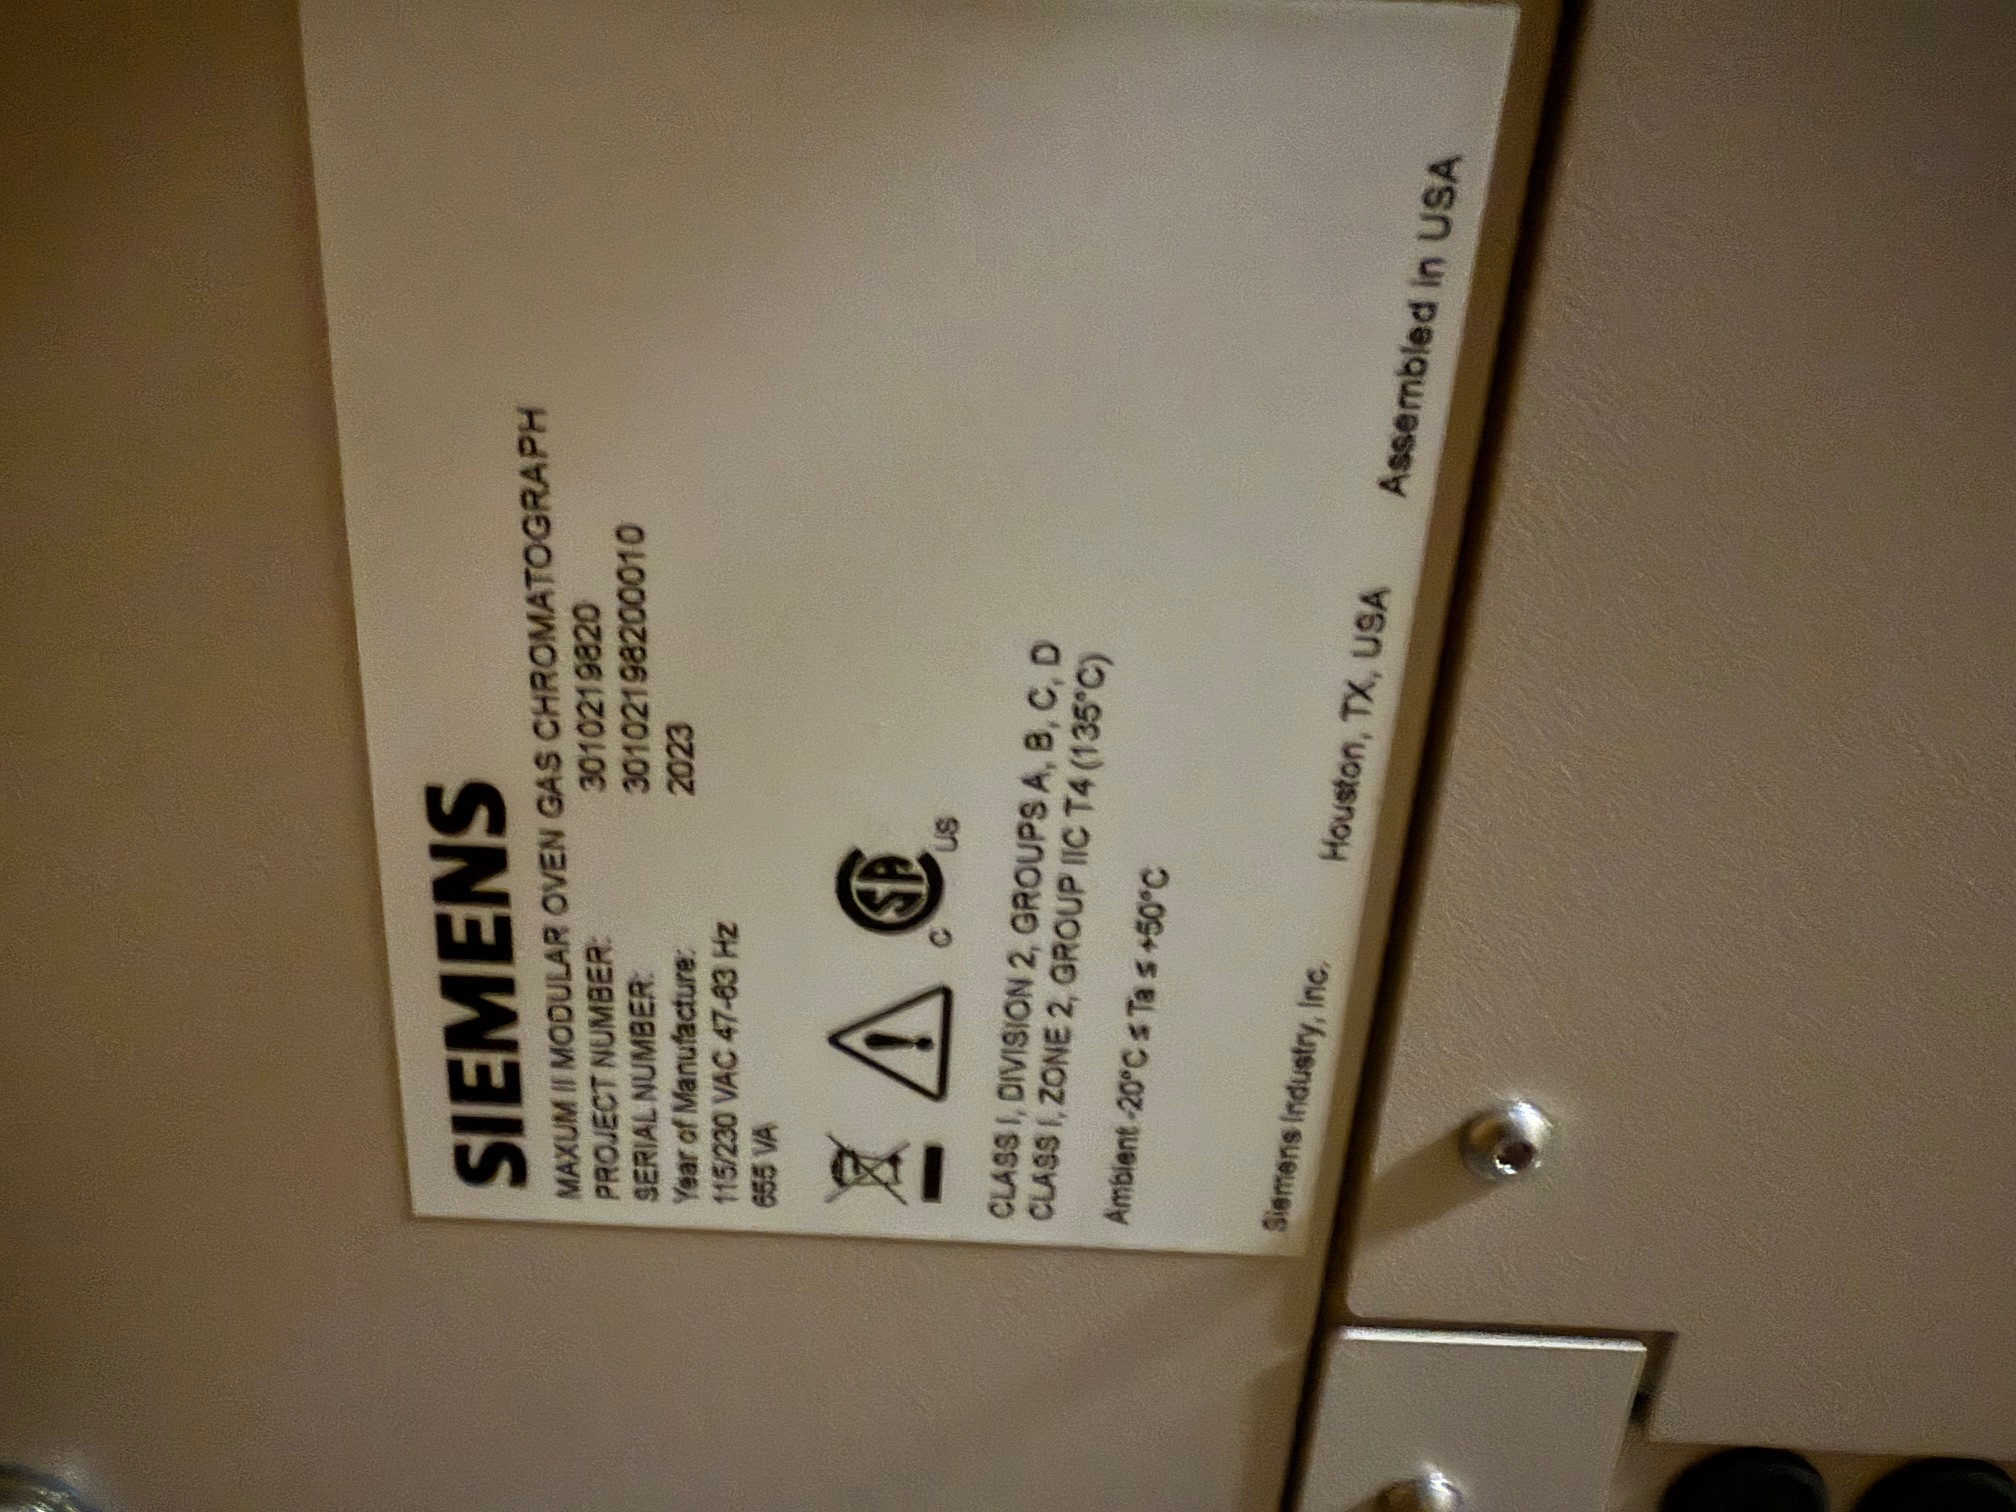 SIEMENS
MAXUM II MODULAR OVEN GAS CHROMATOGRAPH
PROJECT NUMBER: 3010219820
SERIAL NUMBER: 301021982000010
Year of Manufacture: 2023
115/230 VAC 47-63 Hz
655 VA
C SA US
CLASS I, DIVISION 2, GROUPS A, B, C, D
CLASS I, ZONE 2, GROUP IIC T4 (135°C)
Ambient -20°C ≤ Ta ≤ +50°C
Siemens Industry, Inc. Houston, TX, USA Assembled in USA